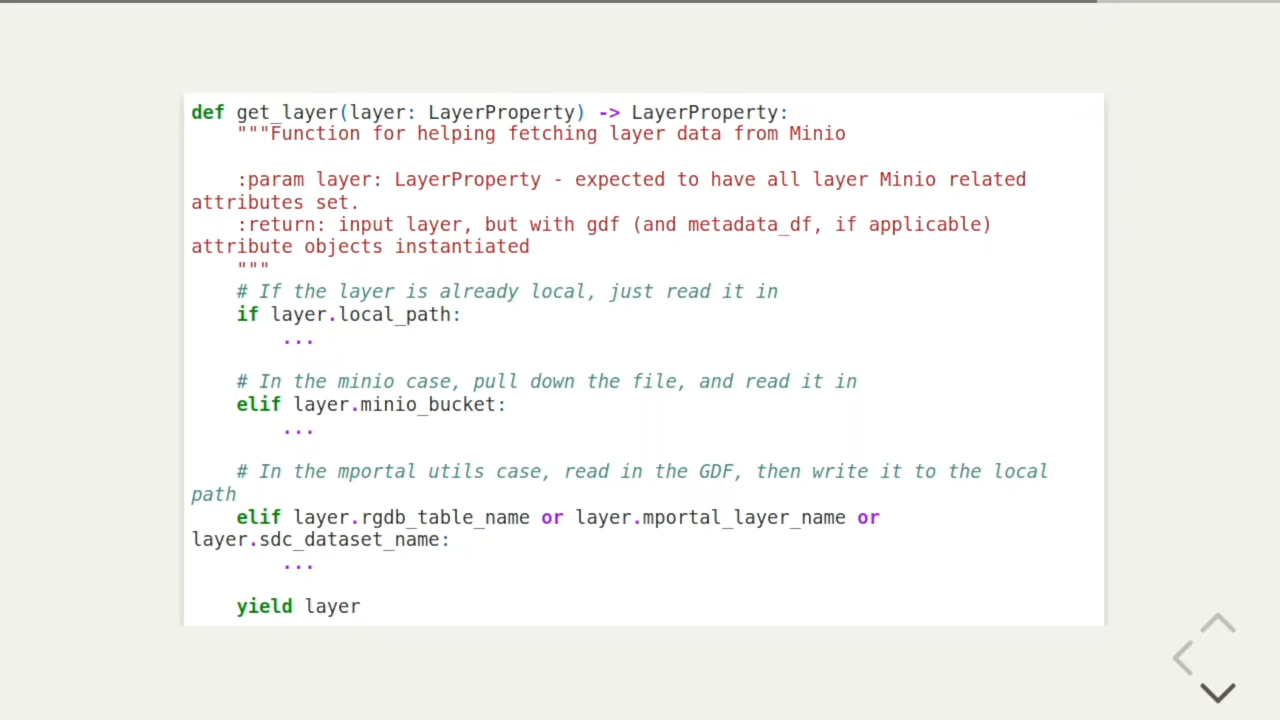 def get_layer(layer: LayerProperty) -> LayerProperty:
    """Function for helping fetching layer data from Minio
    :param layer: LayerProperty - expected to have all layer Minio related
attributes set.
    :return: input layer, but with gdf (and metadata_df, if applicable)
attribute objects instantiated
    """
    # If the layer is already local, just read it in
    if layer.local_path:
        ...
    # In the minio case, pull down the file, and read it in
    elif layer.minio_bucket:
        ...
    # In the mportal utils case, read in the GDF, then write it to the local
path
    elif layer.rgdb_table_name or layer.mportal_layer_name or
layer.sdc_dataset_name:
        ...
    yield layer